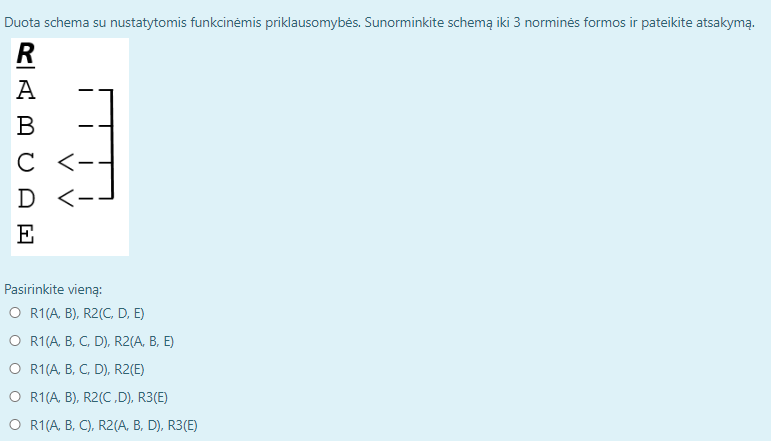 Duota schema su nustatytomis funkcinėmis priklausomybės. Sunorminkite schemą iki 3 norminės formos ir pateikite atsakymą.
R
A
B
C <--
D <--
E
Pasirinkite vieną:
R1(A, B), R2(C, D, E)
R1(A, B, C, D), R2(A, B, E)
R1(A, B, C, D), R2(E)
R1(A, B), R2(C ,D), R3(E)
R1(A, B, C), R2(A, B, D), R3(E)